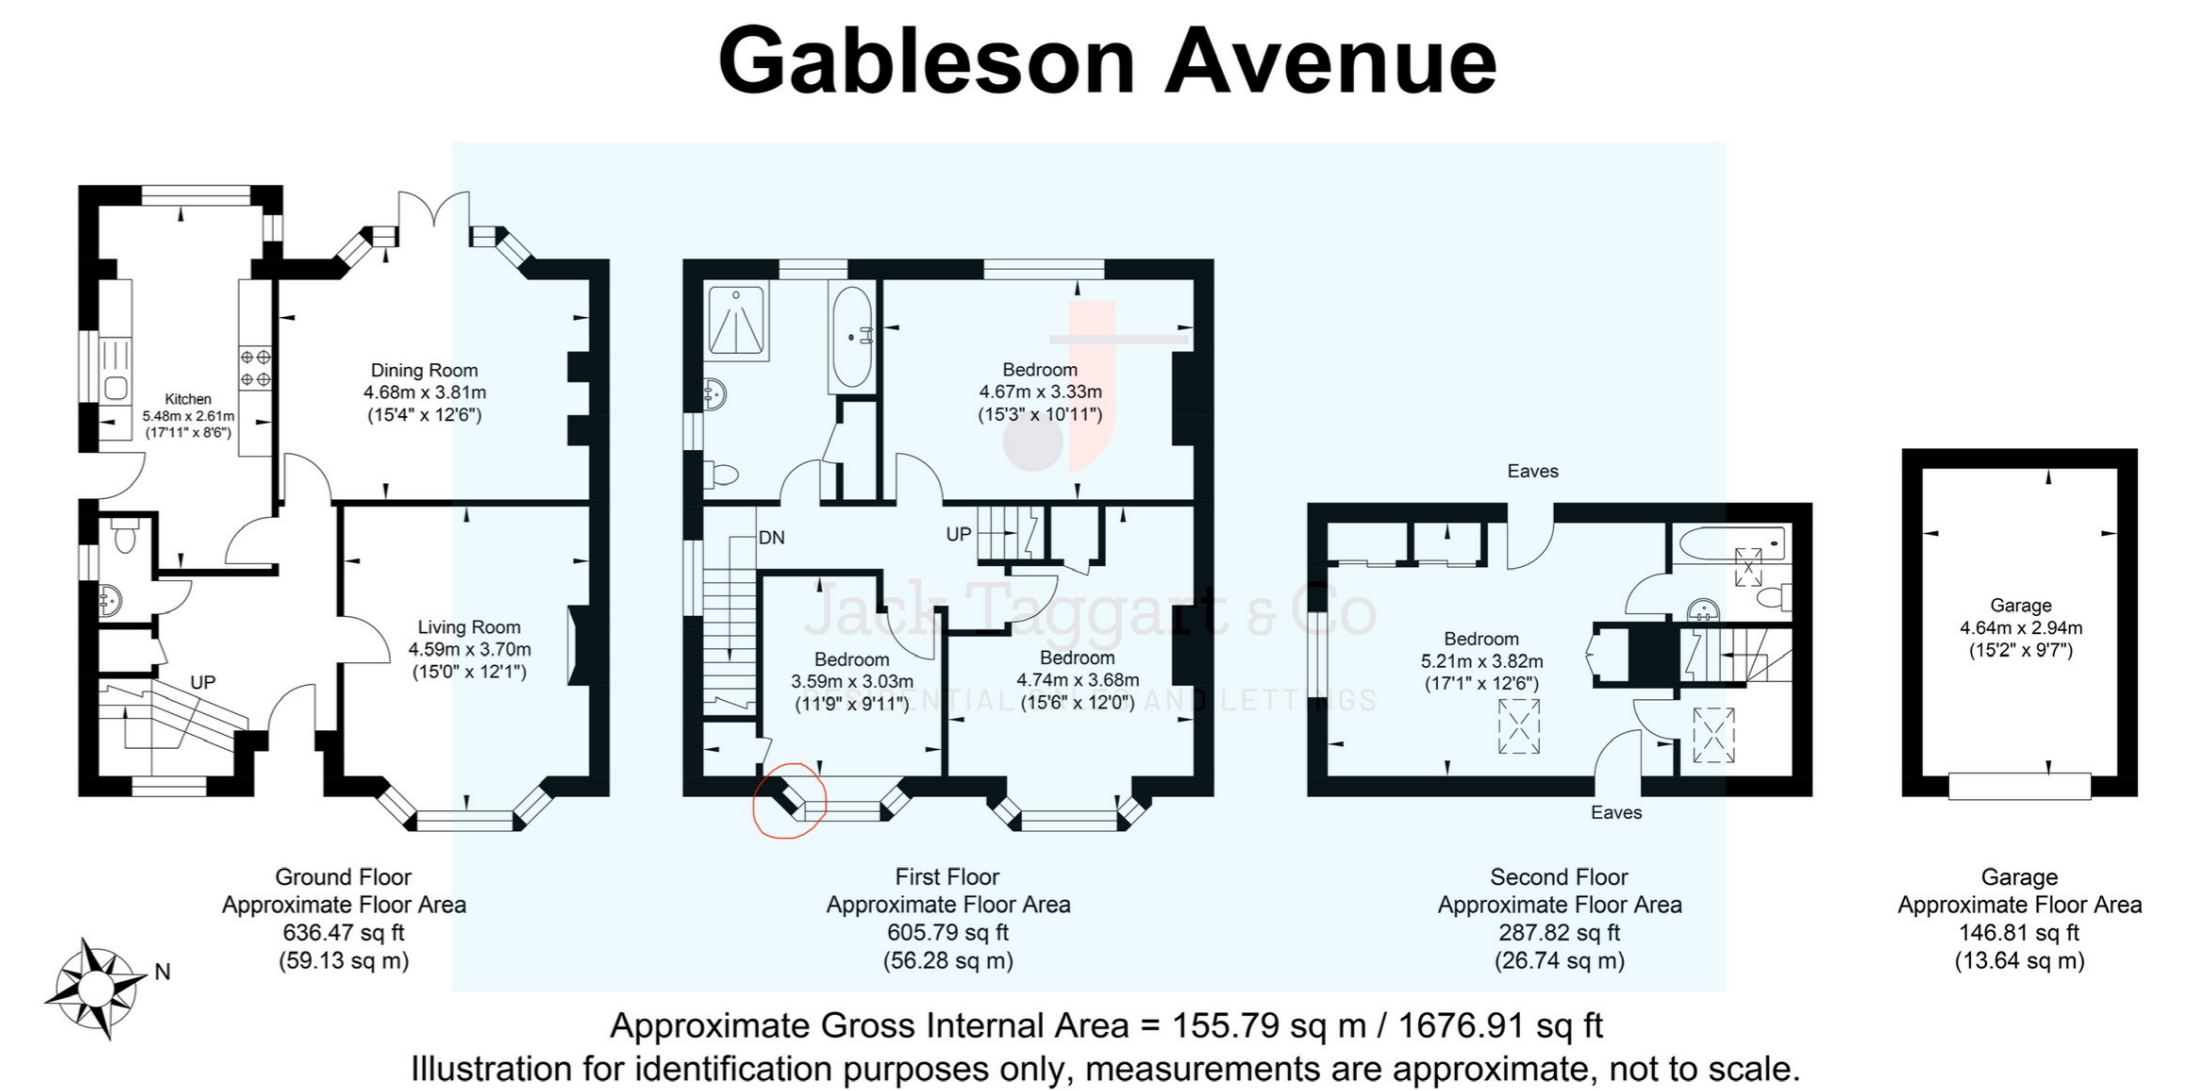 Gableson Avenue
Kitchen
5.48m x 2.61m
(17'11" x 8'6")
Dining Room
4.68m x 3.81m
(15'4" x 12'6")
Living Room
4.59m x 3.70m
(15'0" x 12'1")
UP
Ground Floor
Approximate Floor Area
636.47 sq ft
(59.13 sq m)
Bedroom
4.67m x 3.33m
(15'3" x 10'11")
DN
UP
Bedroom
3.59m x 3.03m
(11'9" x 9'11")
Bedroom
4.74m x 3.68m
(15'6" x 12'0")
Jack Taggart & Co
RESIDENTIAL SALES AND LETTINGS
First Floor
Approximate Floor Area
605.79 sq ft
(56.28 sq m)
Eaves
Bedroom
5.21m x 3.82m
(17'1" x 12'6")
Eaves
Second Floor
Approximate Floor Area
287.82 sq ft
(26.74 sq m)
Garage
4.64m x 2.94m
(15'2" x 9'7")
Garage
Approximate Floor Area
146.81 sq ft
(13.64 sq m)
N
Approximate Gross Internal Area = 155.79 sq m / 1676.91 sq ft
Illustration for identification purposes only, measurements are approximate, not to scale.